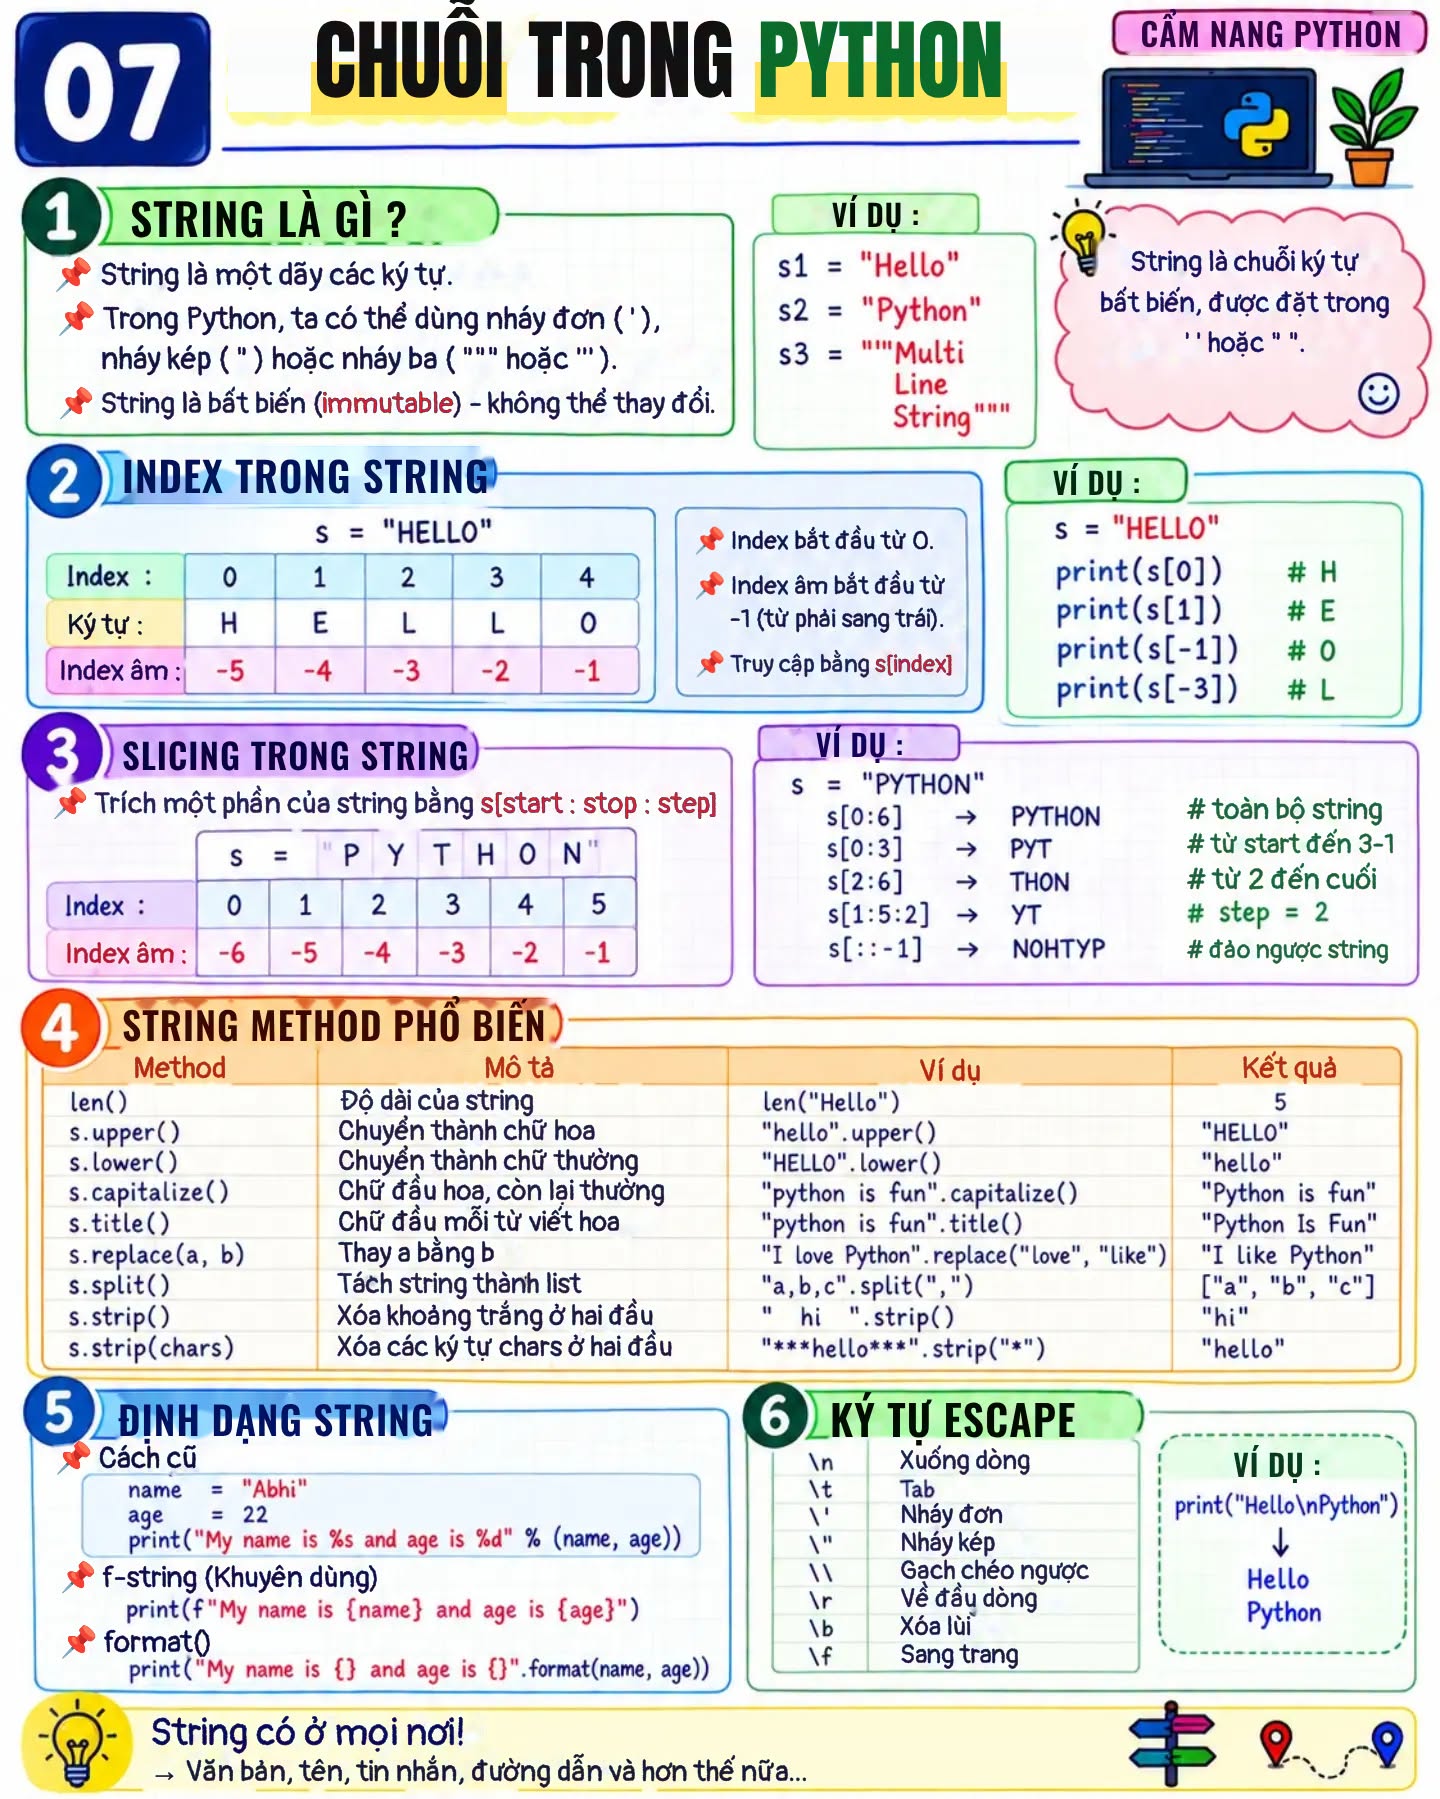 07
CHUỖI TRONG PYTHON
CẨM NANG PYTHON
1 STRING LÀ GÌ ?
String là một dãy các ký tự.
Trong Python, ta có thể dùng nháy đơn ( ' ),
nháy kép ( " ) hoặc nháy ba ( """ hoặc ''' ).
String là bất biến (immutable) - không thể thay đổi.
VÍ DỤ :
s1 = "Hello"
s2 = "Python"
s3 = """Multi
Line
String"""
String là chuỗi ký tự
bất biến, được đặt trong
' ' hoặc " ".
2 INDEX TRONG STRING
s = "HELLO"
Index : 0 1 2 3 4
Ký tự : H E L L O
Index âm : -5 -4 -3 -2 -1
Index bắt đầu từ 0.
Index âm bắt đầu từ
-1 (từ phải sang trái).
Truy cập bằng s[index]
VÍ DỤ :
s = "HELLO"
print(s[0]) # H
print(s[1]) # E
print(s[-1]) # O
print(s[-3]) # L
3 SLICING TRONG STRING
Trích một phần của string bằng s[start : stop : step]
s = "P Y T H O N"
Index : 0 1 2 3 4 5
Index âm : -6 -5 -4 -3 -2 -1
VÍ DỤ :
s = "PYTHON"
s[0:6] → PYTHON # toàn bộ string
s[0:3] → PYT # từ start đến 3-1
s[2:6] → THON # từ 2 đến cuối
s[1:5:2] → YT # step = 2
s[::-1] → NOHTYP # đảo ngược string
4 STRING METHOD PHỔ BIẾN
Method Mô tả Ví dụ Kết quả
len() Độ dài của string len("Hello") 5
s.upper() Chuyển thành chữ hoa "hello".upper() "HELLO"
s.lower() Chuyển thành chữ thường "HELLO".lower() "hello"
s.capitalize() Chữ đầu hoa, còn lại thường "python is fun".capitalize() "Python is fun"
s.title() Chữ đầu mỗi từ viết hoa "python is fun".title() "Python Is Fun"
s.replace(a, b) Thay a bằng b "I love Python".replace("love", "like") "I like Python"
s.split() Tách string thành list "a,b,c".split(",") ["a", "b", "c"]
s.strip() Xóa khoảng trắng ở hai đầu "  hi  ".strip() "hi"
s.strip(chars) Xóa các ký tự chars ở hai đầu "***hello***".strip("*") "hello"
5 ĐỊNH DẠNG STRING
Cách cũ
name = "Abhi"
age = 22
print("My name is %s and age is %d" % (name, age))
f-string (Khuyên dùng)
print(f"My name is {name} and age is {age}")
format()
print("My name is {} and age is {}".format(name, age))
6 KÝ TỰ ESCAPE
\n Xuống dòng
\t Tab
\' Nháy đơn
\" Nháy kép
\\ Gạch chéo ngược
\r Về đầu dòng
\b Xóa lùi
\f Sang trang
VÍ DỤ :
print("Hello\nPython")
↓
Hello
Python
String có ở mọi nơi!
→ Văn bản, tên, tin nhắn, đường dẫn và hơn thế nữa...